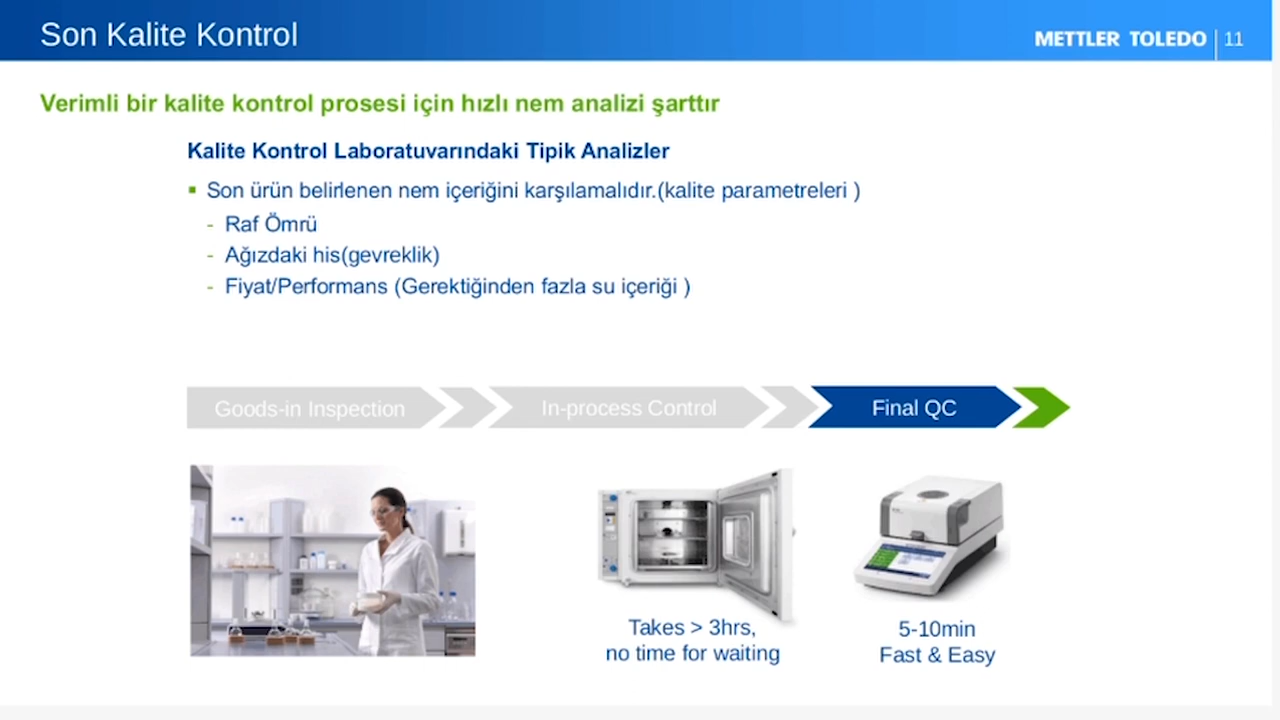 Son Kalite Kontrol
METTLER TOLEDO
11
Verimli bir kalite kontrol prosesi için hızlı nem analizi şarttır
Kalite Kontrol Laboratuvarındaki Tipik Analizler
▪ Son ürün belirlenen nem içeriğini karşılamalıdır.(kalite parametreleri )
- Raf Ömrü
- Ağızdaki his(gevreklik)
- Fiyat/Performans (Gerektiğinden fazla su içeriği )
Goods-in Inspection
In-process Control
Final QC
Takes > 3hrs,
no time for waiting
5-10min
Fast & Easy